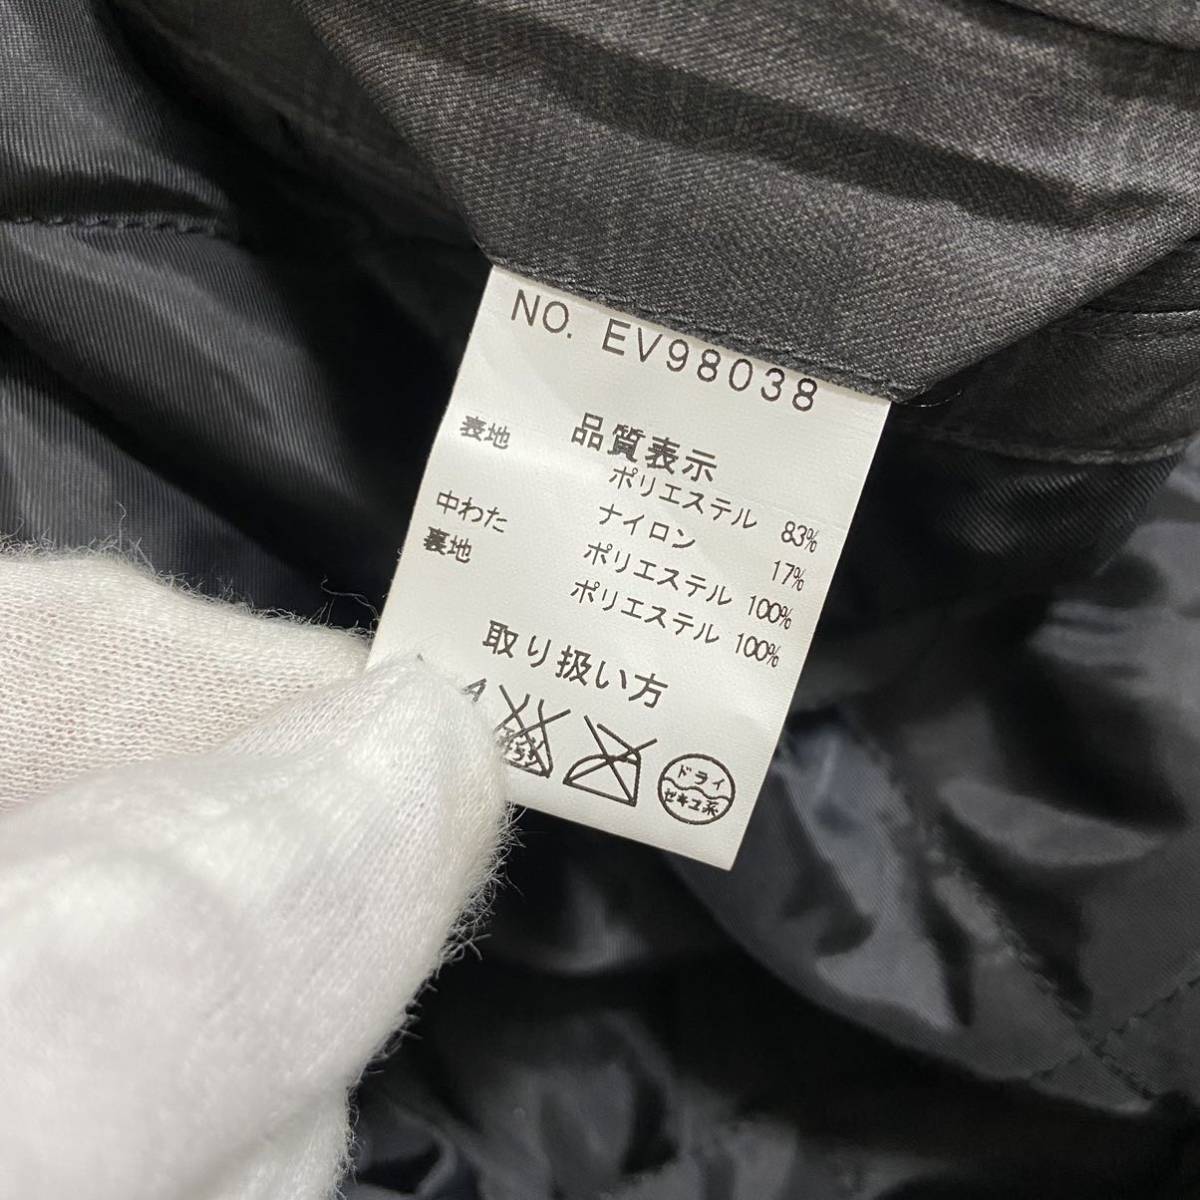 NO. EV98038
品質表示
表地 ポリエステル 83%
ナイロン 17%
中わた ポリエステル 100%
裏地 ポリエステル 100%
取り扱い方
ドライ
セキユ系